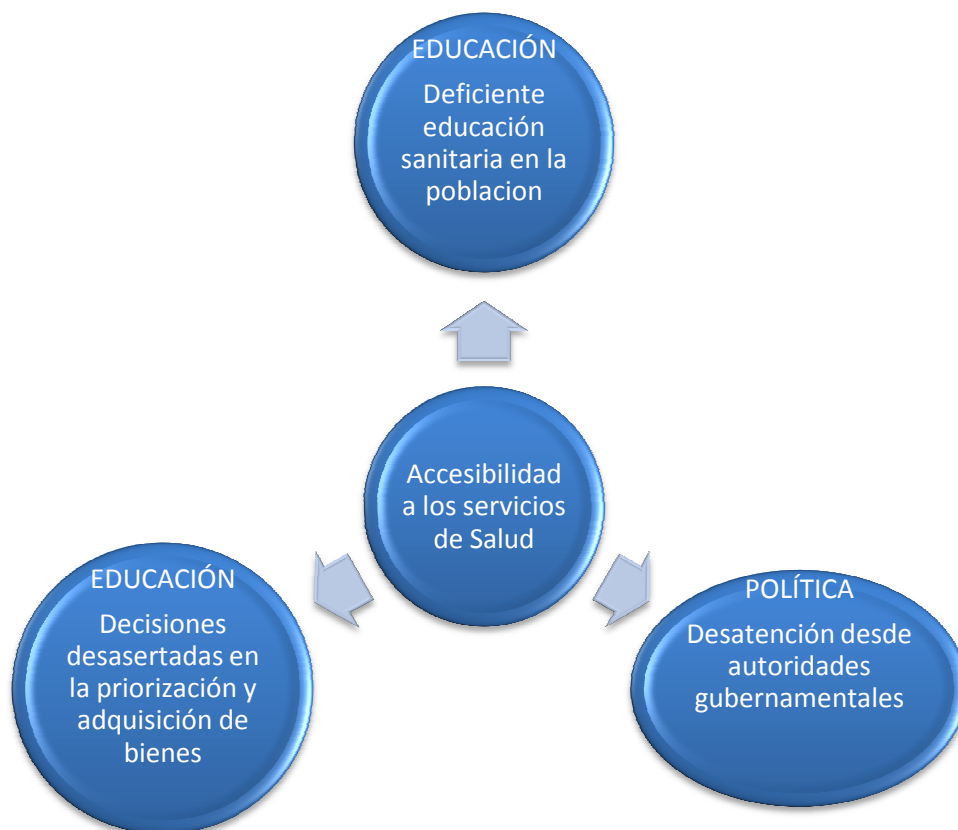 EDUCACIÓN
Deficiente
educación
sanitaria en la
poblacion
Accesibilidad
a los servicios
de Salud
EDUCACIÓN
Decisiones
desasertadas en
la priorización y
adquisición de
bienes
POLÍTICA
Desatención desde
autoridades
gubernamentales